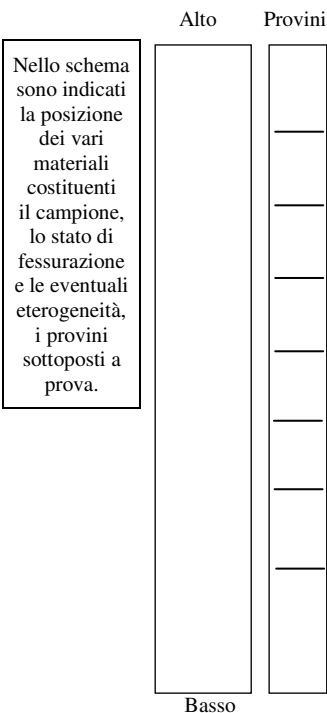 Alto Provini
Nello schema
sono indicati
la posizione
dei vari
materiali
costituenti
il campione,
lo stato di
fessurazione
e le eventuali
eterogeneità,
i provini
sottoposti a
prova.
Basso